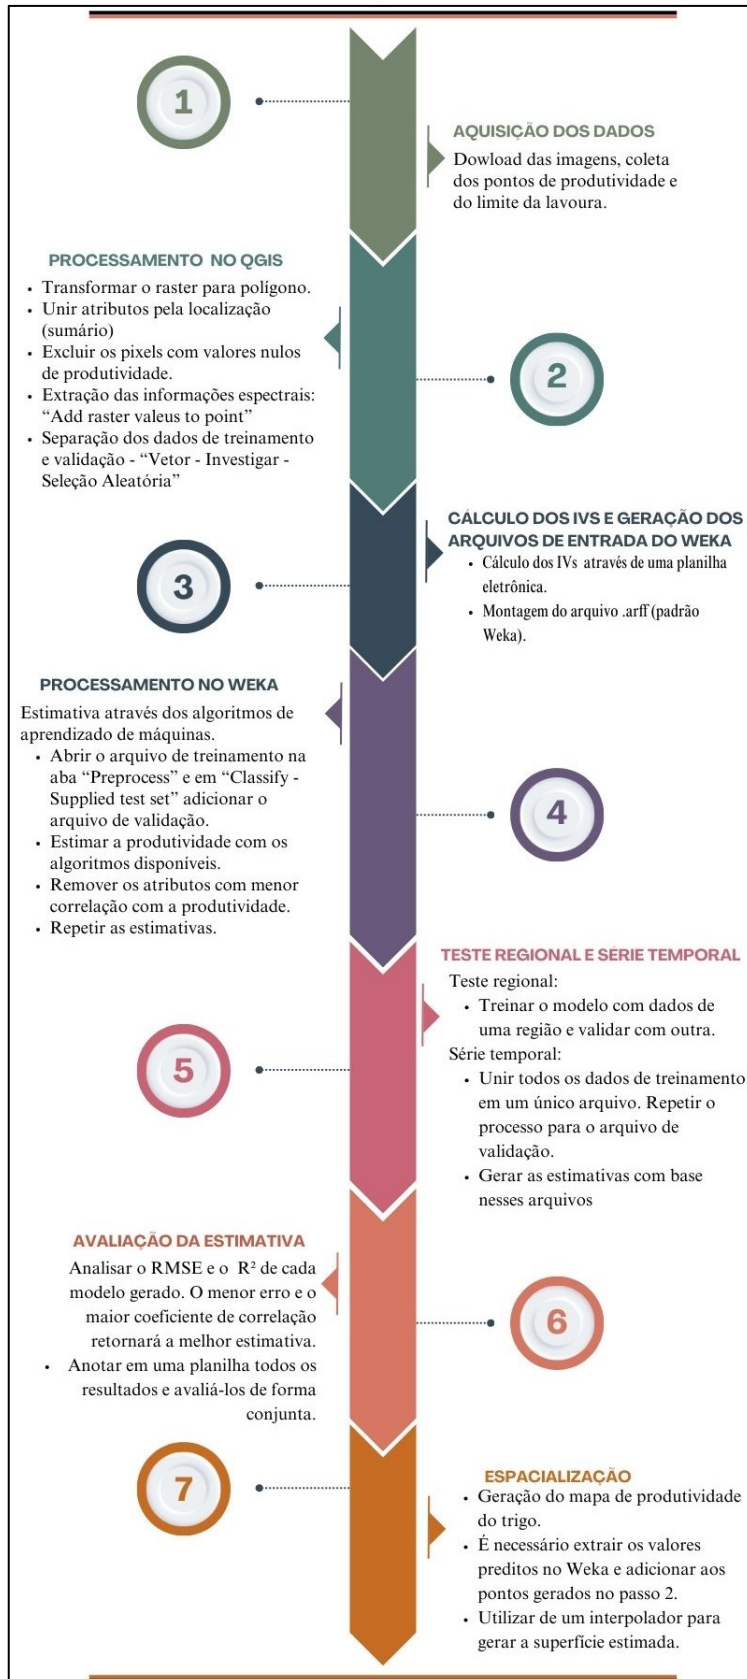 1
AQUISIÇÃO DOS DADOS
Dowload das imagens, coleta
dos pontos de produtividade e
do limite da lavoura.
PROCESSAMENTO NO QGIS
• Transformar o raster para polígono.
• Unir atributos pela localização
(sumário)
• Excluir os pixels com valores nulos
de produtividade.
• Extração das informações espectrais:
“Add raster valeus to point”
• Separação dos dados de treinamento
e validação - “Vetor - Investigar -
Seleção Aleatória”
2
CÁLCULO DOS IVS E GERAÇÃO DOS
ARQUIVOS DE ENTRADA DO WEKA
• Cálculo dos IVs através de uma planilha
eletrônica.
• Montagem do arquivo .arff (padrão
Weka).
3
PROCESSAMENTO NO WEKA
Estimativa através dos algoritmos de
aprendizado de máquinas.
• Abrir o arquivo de treinamento na
aba “Preprocess” e em “Classify -
Supplied test set” adicionar o
arquivo de validação.
• Estimar a produtividade com os
algoritmos disponíveis.
• Remover os atributos com menor
correlação com a produtividade.
• Repetir as estimativas.
4
TESTE REGIONAL E SÉRIE TEMPORAL
Teste regional:
• Treinar o modelo com dados de
uma região e validar com outra.
Série temporal:
• Unir todos os dados de treinamento
em um único arquivo. Repetir o
processo para o arquivo de
validação.
• Gerar as estimativas com base
nesses arquivos
5
AVALIAÇÃO DA ESTIMATIVA
Analisar o RMSE e o R² de cada
modelo gerado. O menor erro e o
maior coeficiente de correlação
retornará a melhor estimativa.
• Anotar em uma planilha todos os
resultados e avaliá-los de forma
conjunta.
6
7
ESPACIALIZAÇÃO
• Geração do mapa de produtividade
do trigo.
• É necessário extrair os valores
preditos no Weka e adicionar aos
pontos gerados no passo 2.
• Utilizar de um interpolador para
gerar a superfície estimada.